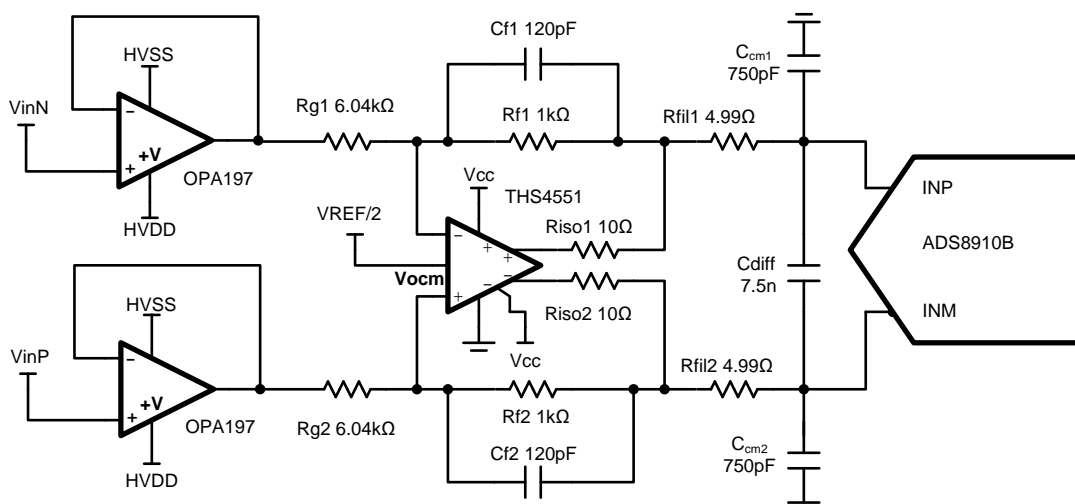 Cf1 120pF
Ccm1
750pF
HVSS
VinN
Rg1 6.04kΩ
Rf1 1kΩ
Rfil1 4.99Ω
−
+V
+
OPA197
HVDD
Vcc
THS4551
INP
VREF/2
−
+
+
Riso1 10Ω
ADS8910B
Vocm
−
−
+
Cdiff
7.5n
Riso2 10Ω
INM
HVSS
Vcc
VinP
Rfil2 4.99Ω
−
+V
+
OPA197
Rg2 6.04kΩ
Rf2 1kΩ
HVDD
Cf2 120pF
Ccm2
750pF